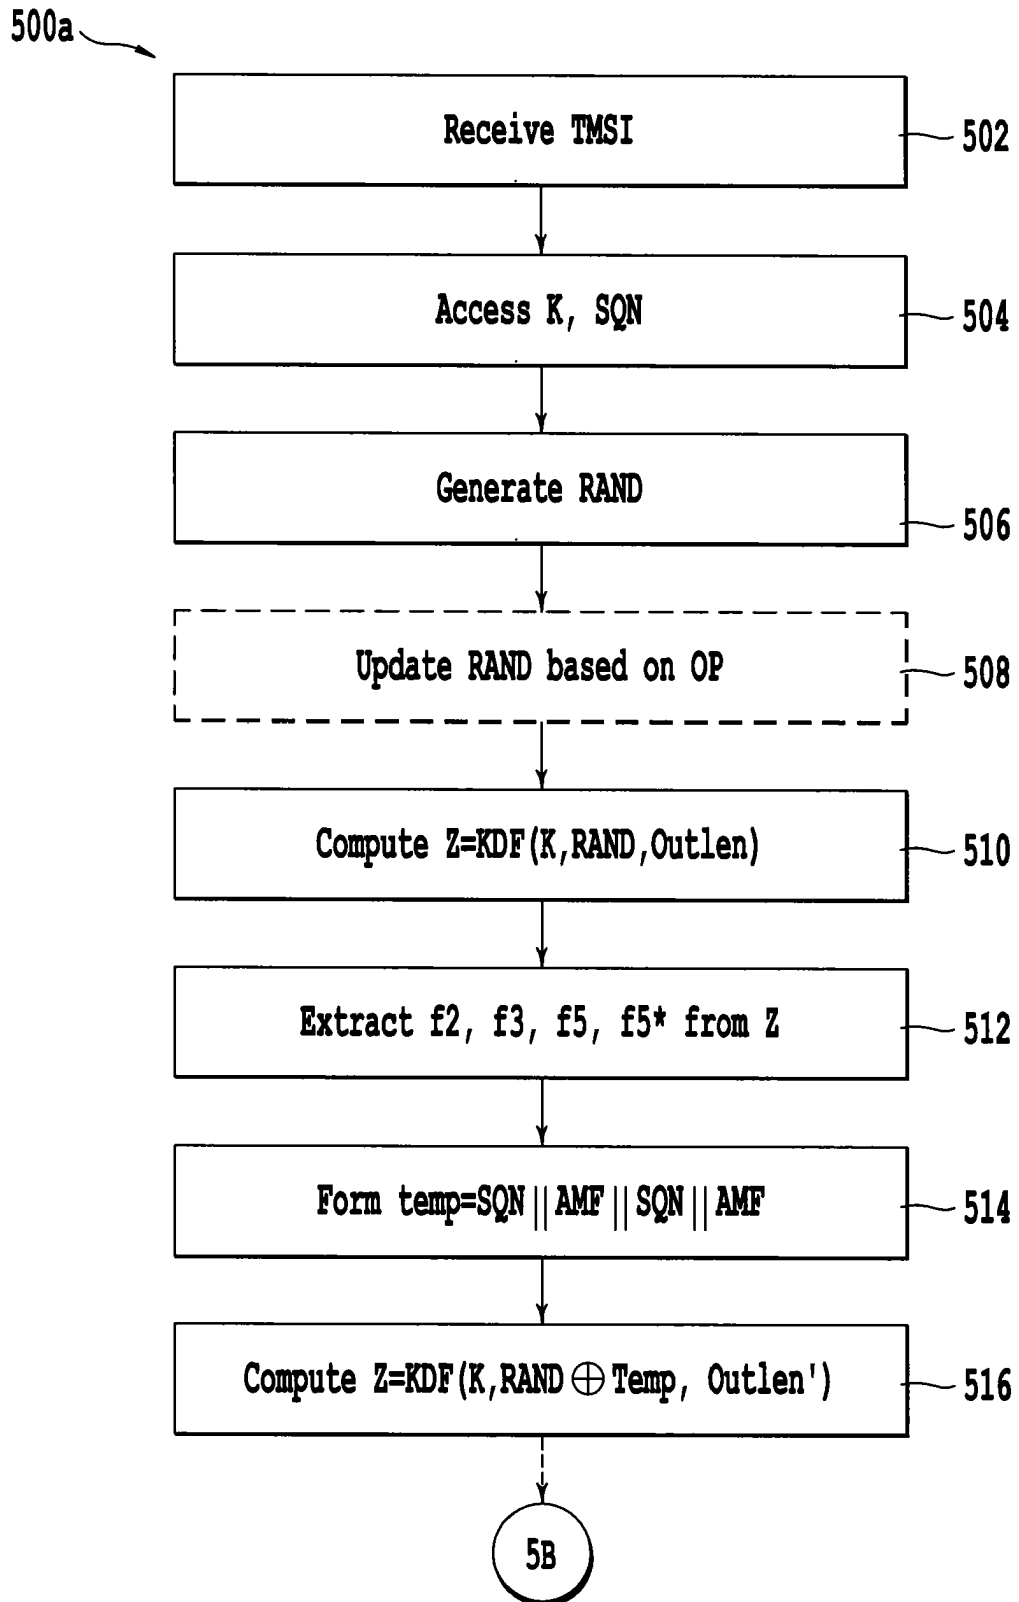 500a
Receive TMSI
502
Access K, SQN
504
Generate RAND
506
Update RAND based on OP
508
Compute Z=KDF(K,RAND,Outlen)
510
Extract f2, f3, f5, f5* from Z
512
Form temp=SQN||AMF||SQN||AMF
514
Compute Z=KDF(K,RAND⊕Temp, Outlen')
516
5B